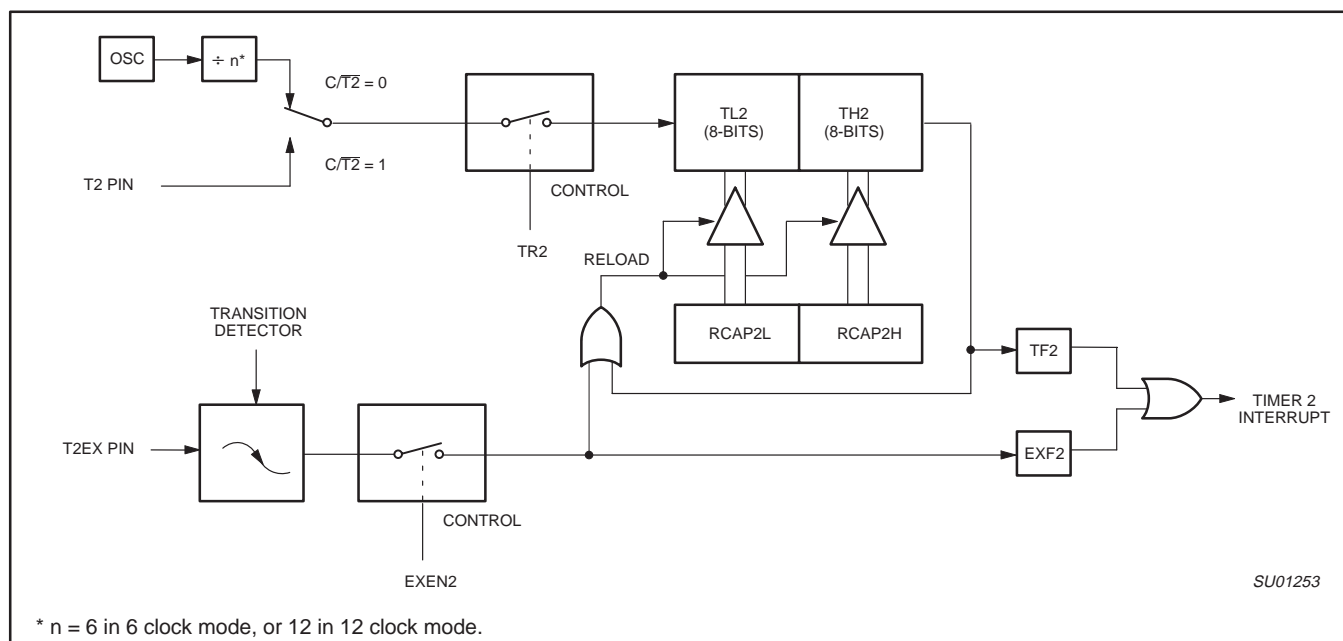 OSC
÷ n*
C/T2 = 0
C/T2 = 1
T2 PIN
CONTROL
TR2
TL2
(8-BITS)
TH2
(8-BITS)
RELOAD
RCAP2L
RCAP2H
TRANSITION
DETECTOR
T2EX PIN
CONTROL
EXEN2
TF2
EXF2
TIMER 2
INTERRUPT
SU01253
* n = 6 in 6 clock mode, or 12 in 12 clock mode.